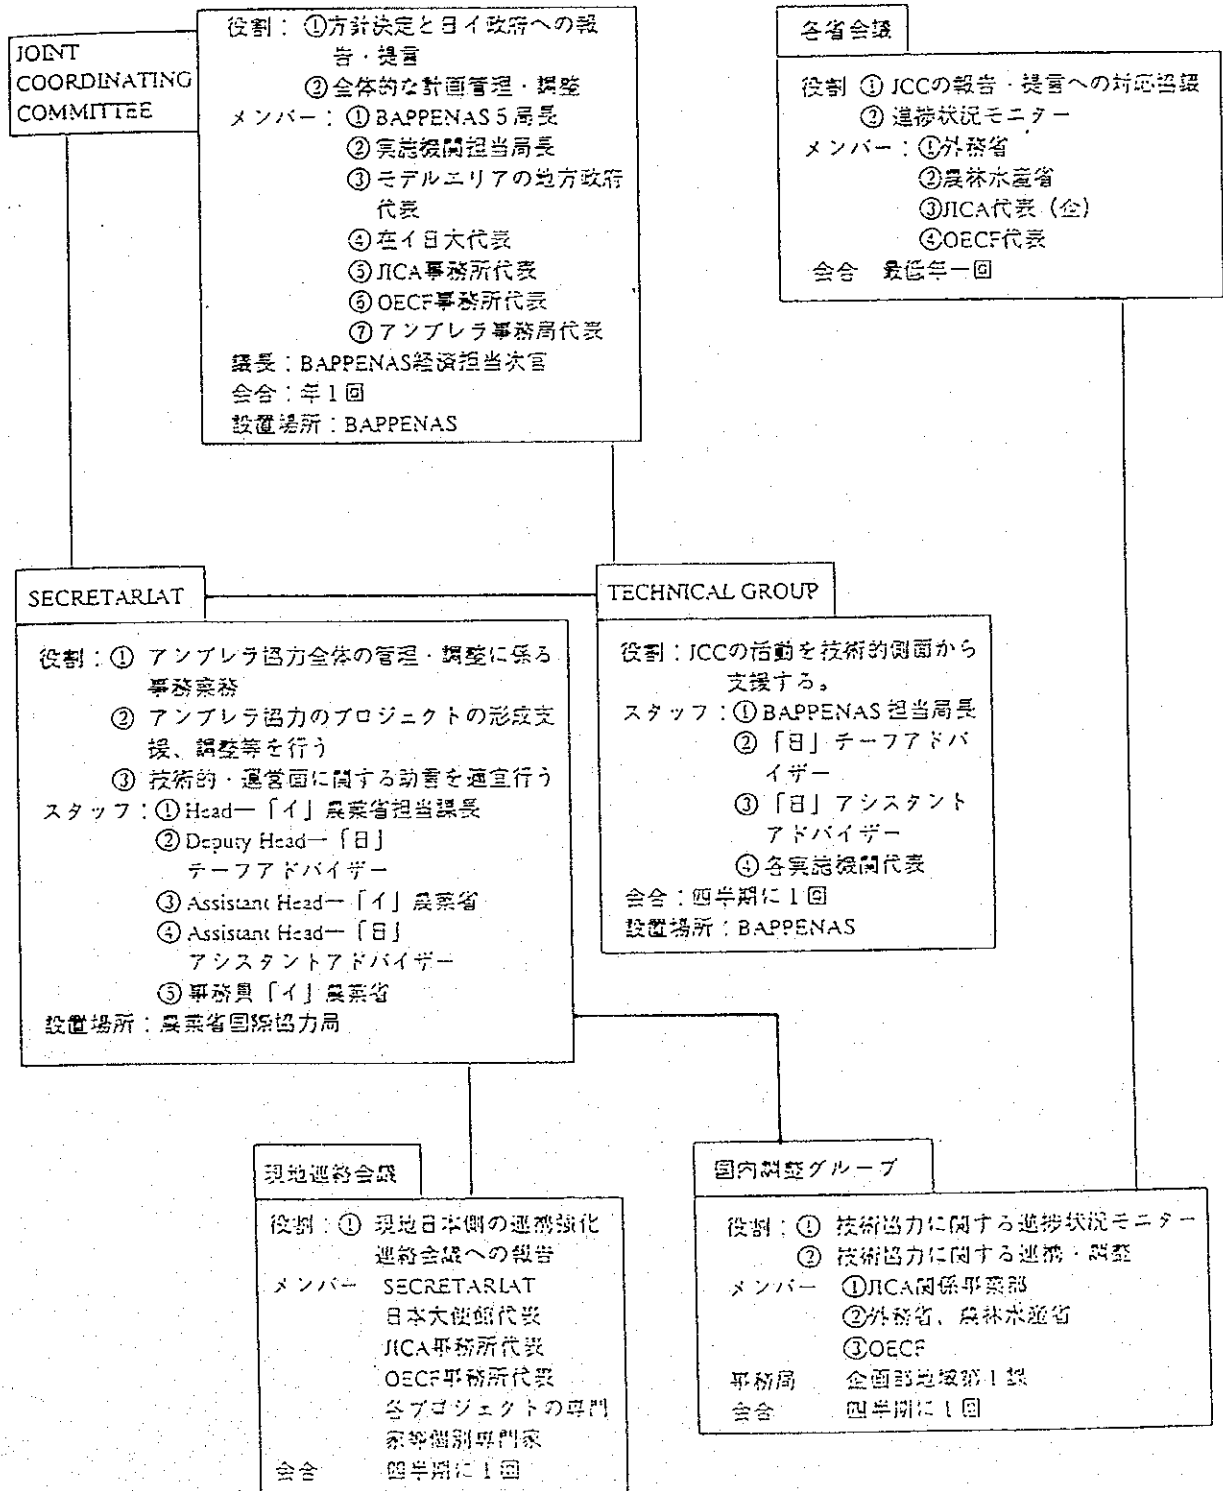 JOINT
COORDINATING
COMMITTEE
役割： ①方針決定と日イ政府への報
告・提言
②全体的な計画管理・調整
メンバー：①BAPPENAS 5局長
②実施機関担当局長
③モデルエリアの地方政府
代表
④在イ日大代表
⑤JICA事務所代表
⑥OECF事務所代表
⑦アンブレラ事務局代表
議長：BAPPENAS経済担当次官
会合：年1回
設置場所：BAPPENAS
各省会議
役割 ① JCCの報告・提言への対応協議
② 進捗状況モニター
メンバー：①外務省
②農林水産省
③JICA代表（企）
④OECF代表
会合 最低年一回
SECRETARIAT
役割：① アンブレラ協力全体の管理・調整に係る
事務業務
② アンブレラ協力のプロジェクトの形成支
援、調整等を行う
③ 技術的・運営面に関する助言を適宜行う
スタッフ：①Head―「イ」農業省担当課長
②Deputy Head―「日」
チーフアドバイザー
③Assistant Head―「イ」農業省
④Assistant Head―「日」
アシスタントアドバイザー
⑤事務員「イ」農業省
設置場所：農業省国際協力局
TECHNICAL GROUP
役割：JCCの活動を技術的側面から
支援する。
スタッフ：①BAPPENAS 担当局長
②「日」チーフアドバ
イザー
③「日」アシスタント
アドバイザー
④各実施機関代表
会合：四半期に1回
設置場所：BAPPENAS
現地連絡会議
役割：① 現地日本側の連携強化
連絡会議への報告
メンバー SECRETARIAT
日本大使館代表
JICA事務所代表
OECF事務所代表
各プロジェクトの専門
家等個別専門家
会合 四半期に1回
国内調整グループ
役割：① 技術協力に関する進捗状況モニター
② 技術協力に関する連携・調整
メンバー ①JICA関係事業部
②外務省、農林水産省
③OECF
事務局 企画部地域第1課
会合 四半期に1回